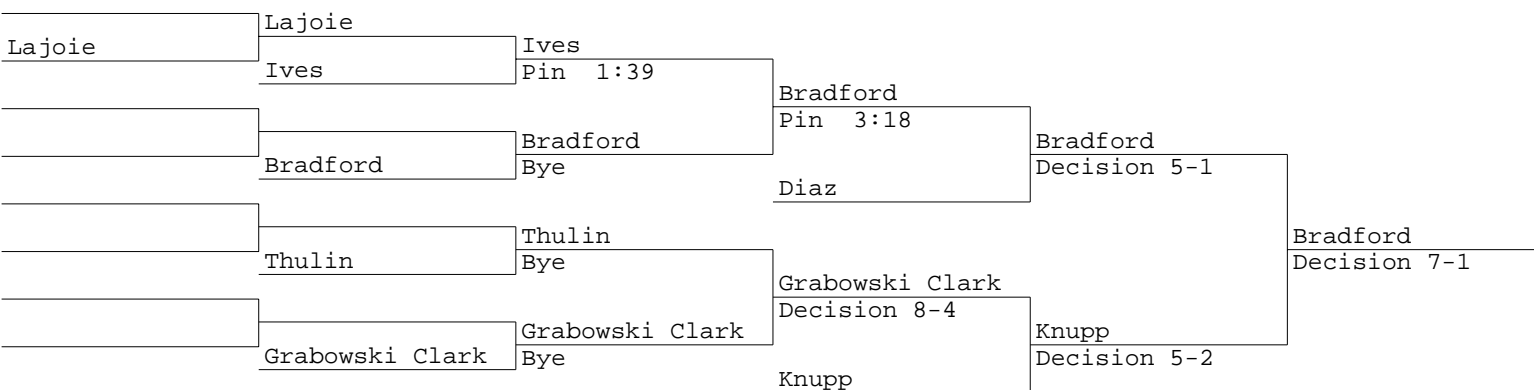 Lajoie
Lajoie
Ives
Ives
Pin 1:39
Bradford
Pin 3:18
Bradford
Bye
Bradford
Bradford
Decision 5-1
Diaz
Thulin
Bye
Thulin
Bradford
Decision 7-1
Grabowski Clark
Decision 8-4
Grabowski Clark
Bye
Grabowski Clark
Knupp
Decision 5-2
Knupp